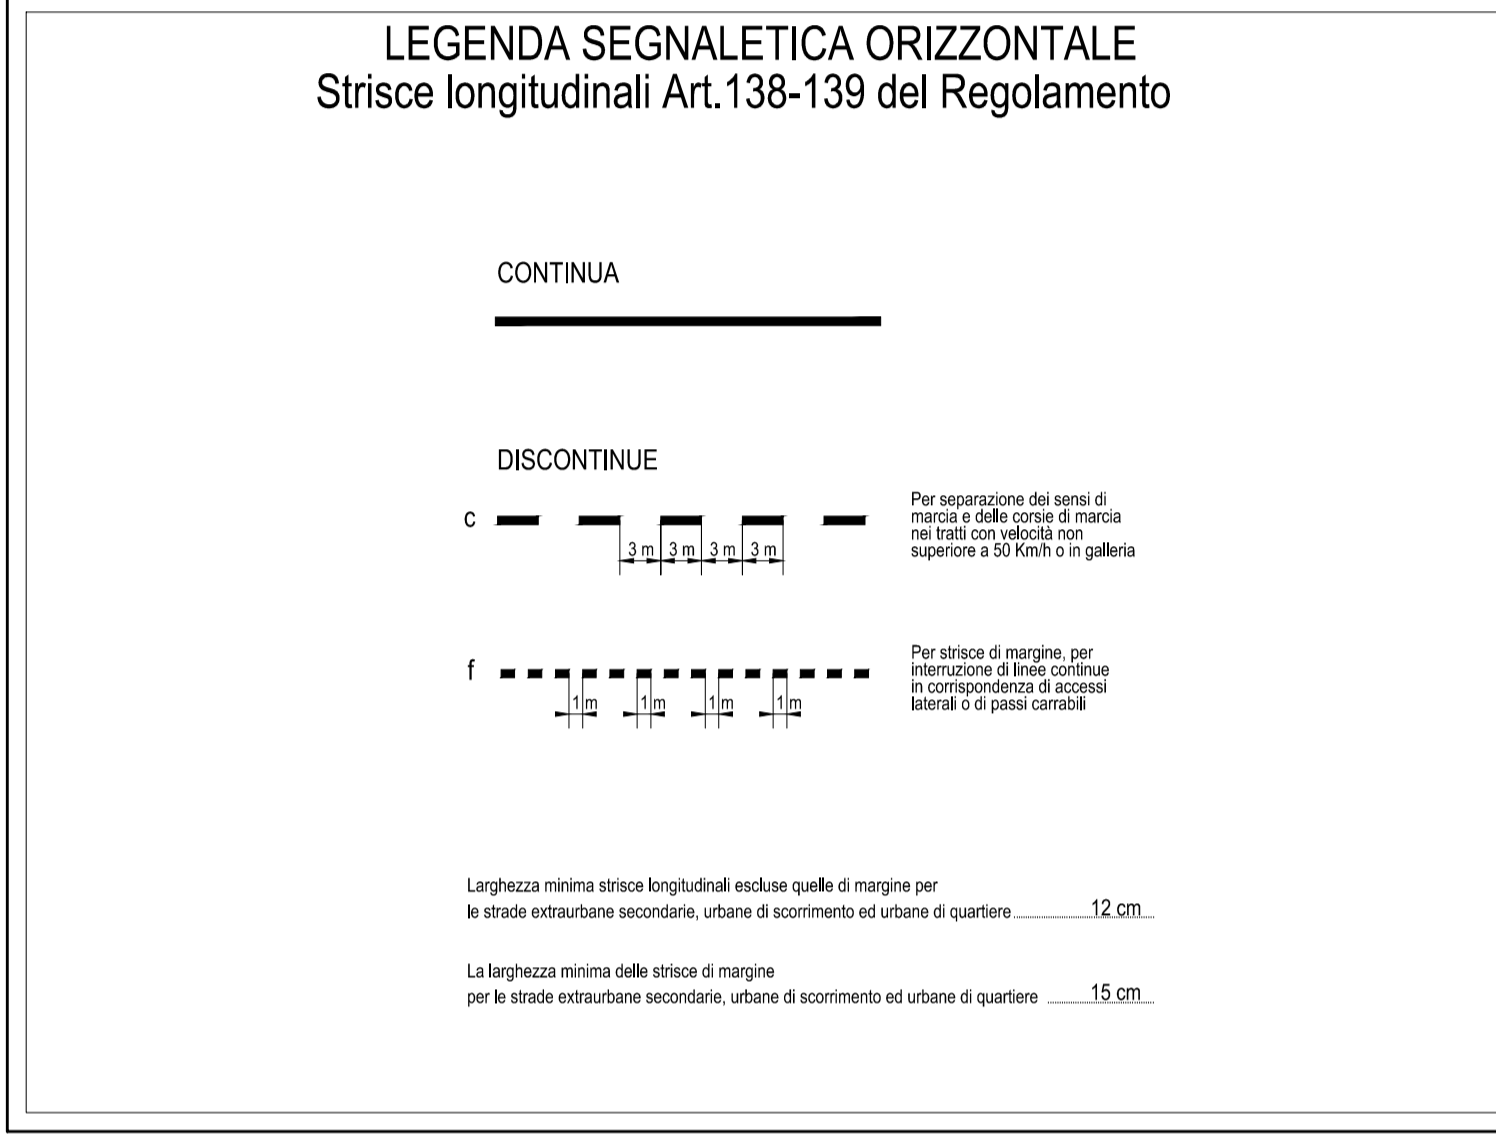 LEGENDA SEGNALETICA ORIZZONTALE
Strisce longitudinali Art.138-139 del Regolamento
CONTINUA
DISCONTINUE
c
3 m 3 m 3 m 3 m
Per separazione dei sensi di
marcia e delle corsie di marcia
nei tratti con velocità non
superiore a 50 Km/h o in galleria
f
1 m 1 m 1 m 1 m
Per strisce di margine, per
interruzione di linee continue
in corrispondenza di accessi
laterali o di passi carrabili
Larghezza minima strisce longitudinali escluse quelle di margine per
le strade extraurbane secondarie, urbane di scorrimento ed urbane di quartiere 12 cm
La larghezza minima delle strisce di margine
per le strade extraurbane secondarie, urbane di scorrimento ed urbane di quartiere 15 cm